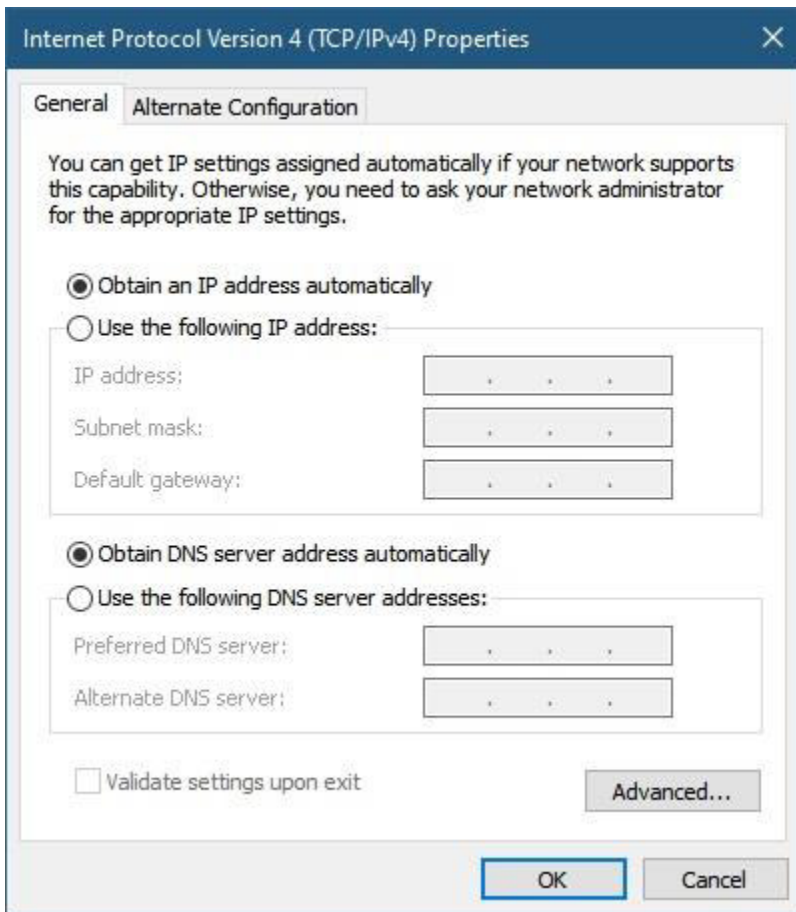 Internet Protocol Version 4 (TCP/IPv4) Properties
General
Alternate Configuration
You can get IP settings assigned automatically if your network supports
this capability. Otherwise, you need to ask your network administrator
for the appropriate IP settings.
Obtain an IP address automatically
Use the following IP address:
IP address:
Subnet mask:
Default gateway:
Obtain DNS server address automatically
Use the following DNS server addresses:
Preferred DNS server:
Alternate DNS server:
Validate settings upon exit
Advanced...
OK
Cancel